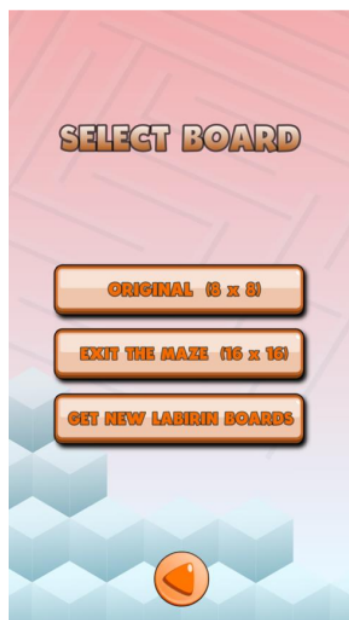 SELECT BOARD
ORIGINAL (8 x 8)
EXIT THE MAZE (16 x 16)
GET NEW LABIRIN BOARDS